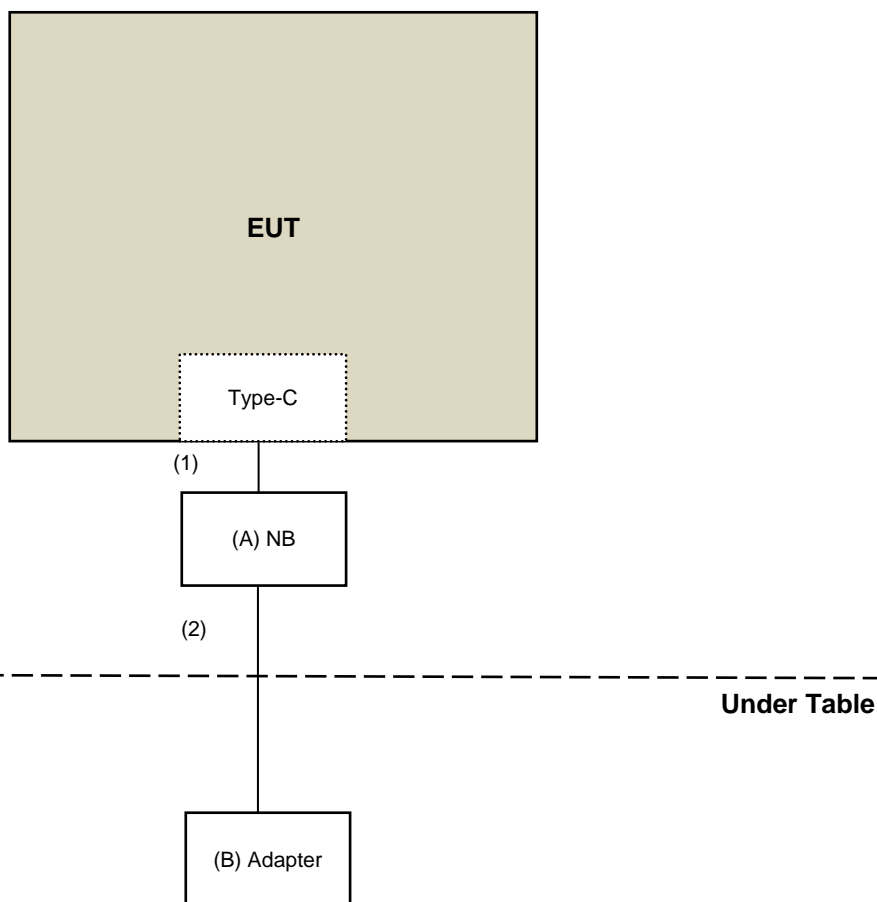 EUT
Type-C
(1)
(A) NB
(2)
Under Table
(B) Adapter